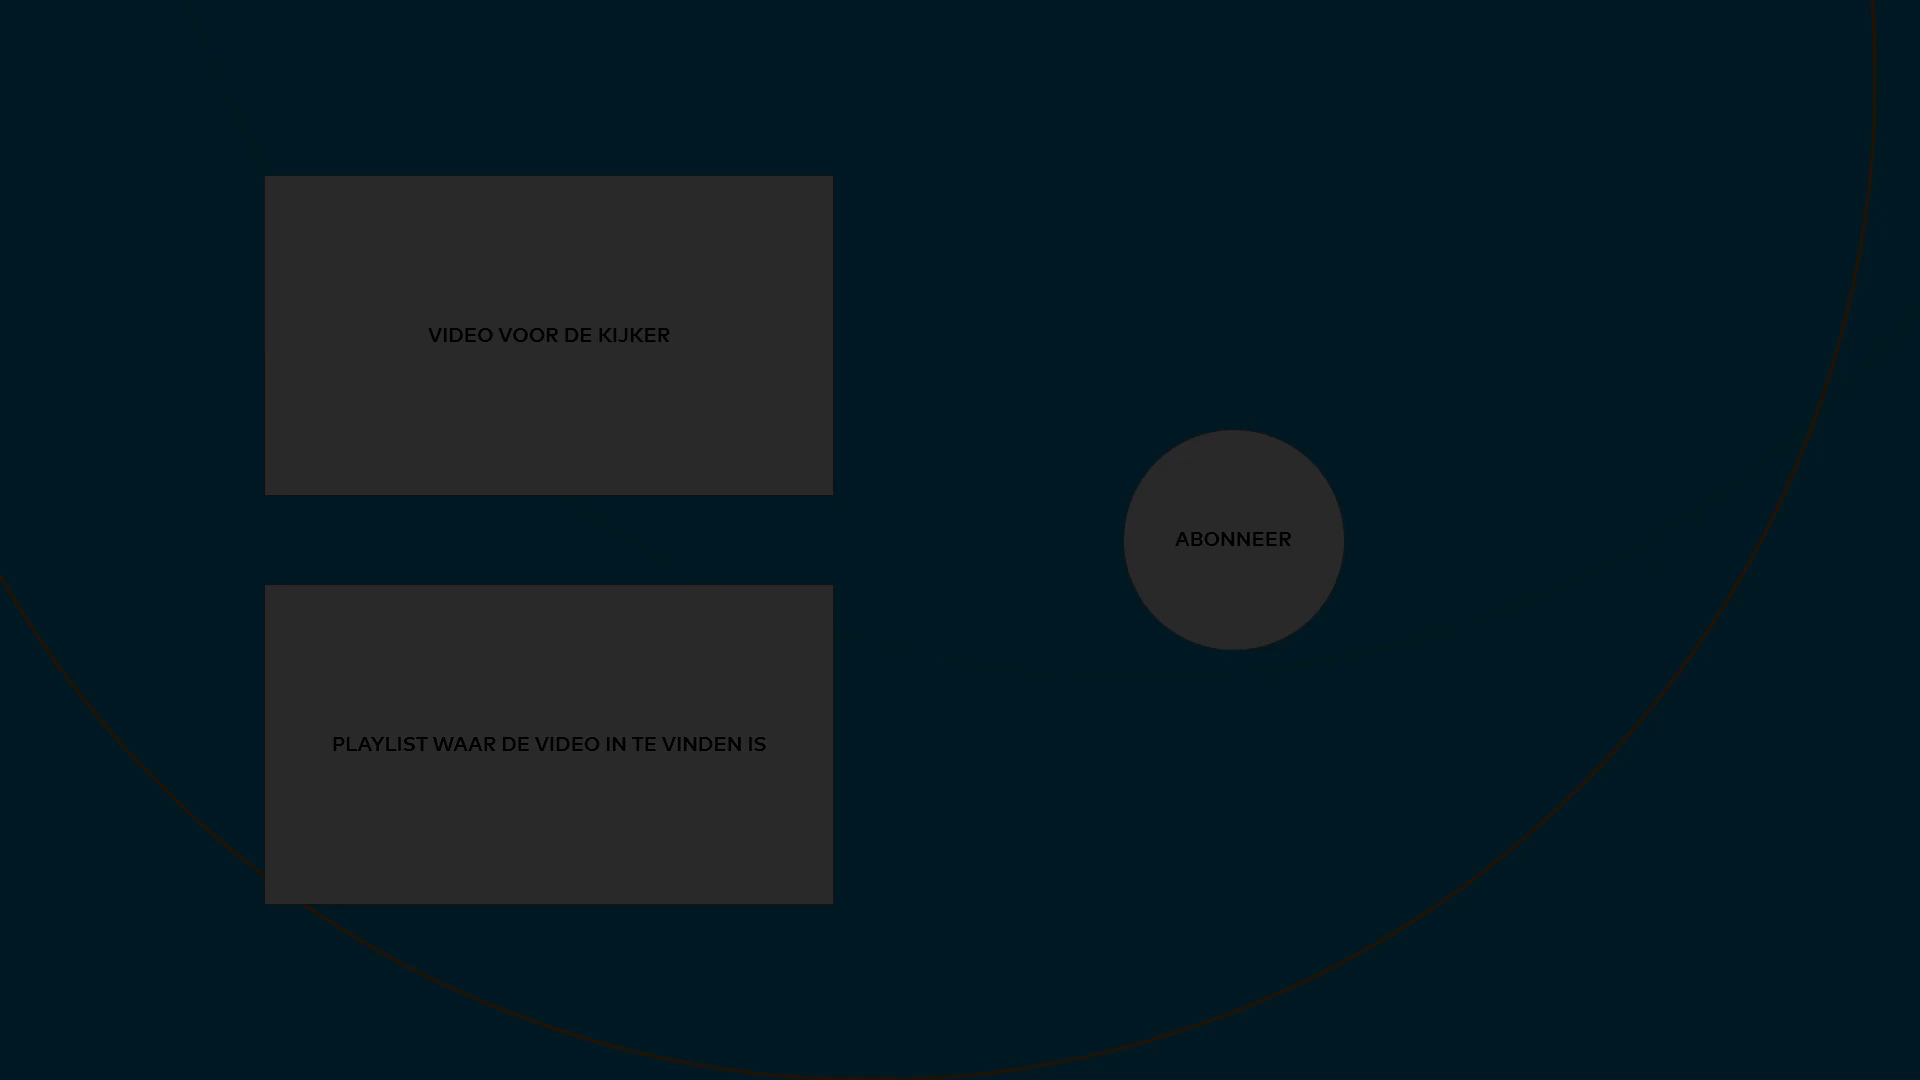 VIDEO VOOR DE KIJKER
ABONNEER
PLAYLIST WAAR DE VIDEO IN TE VINDEN IS